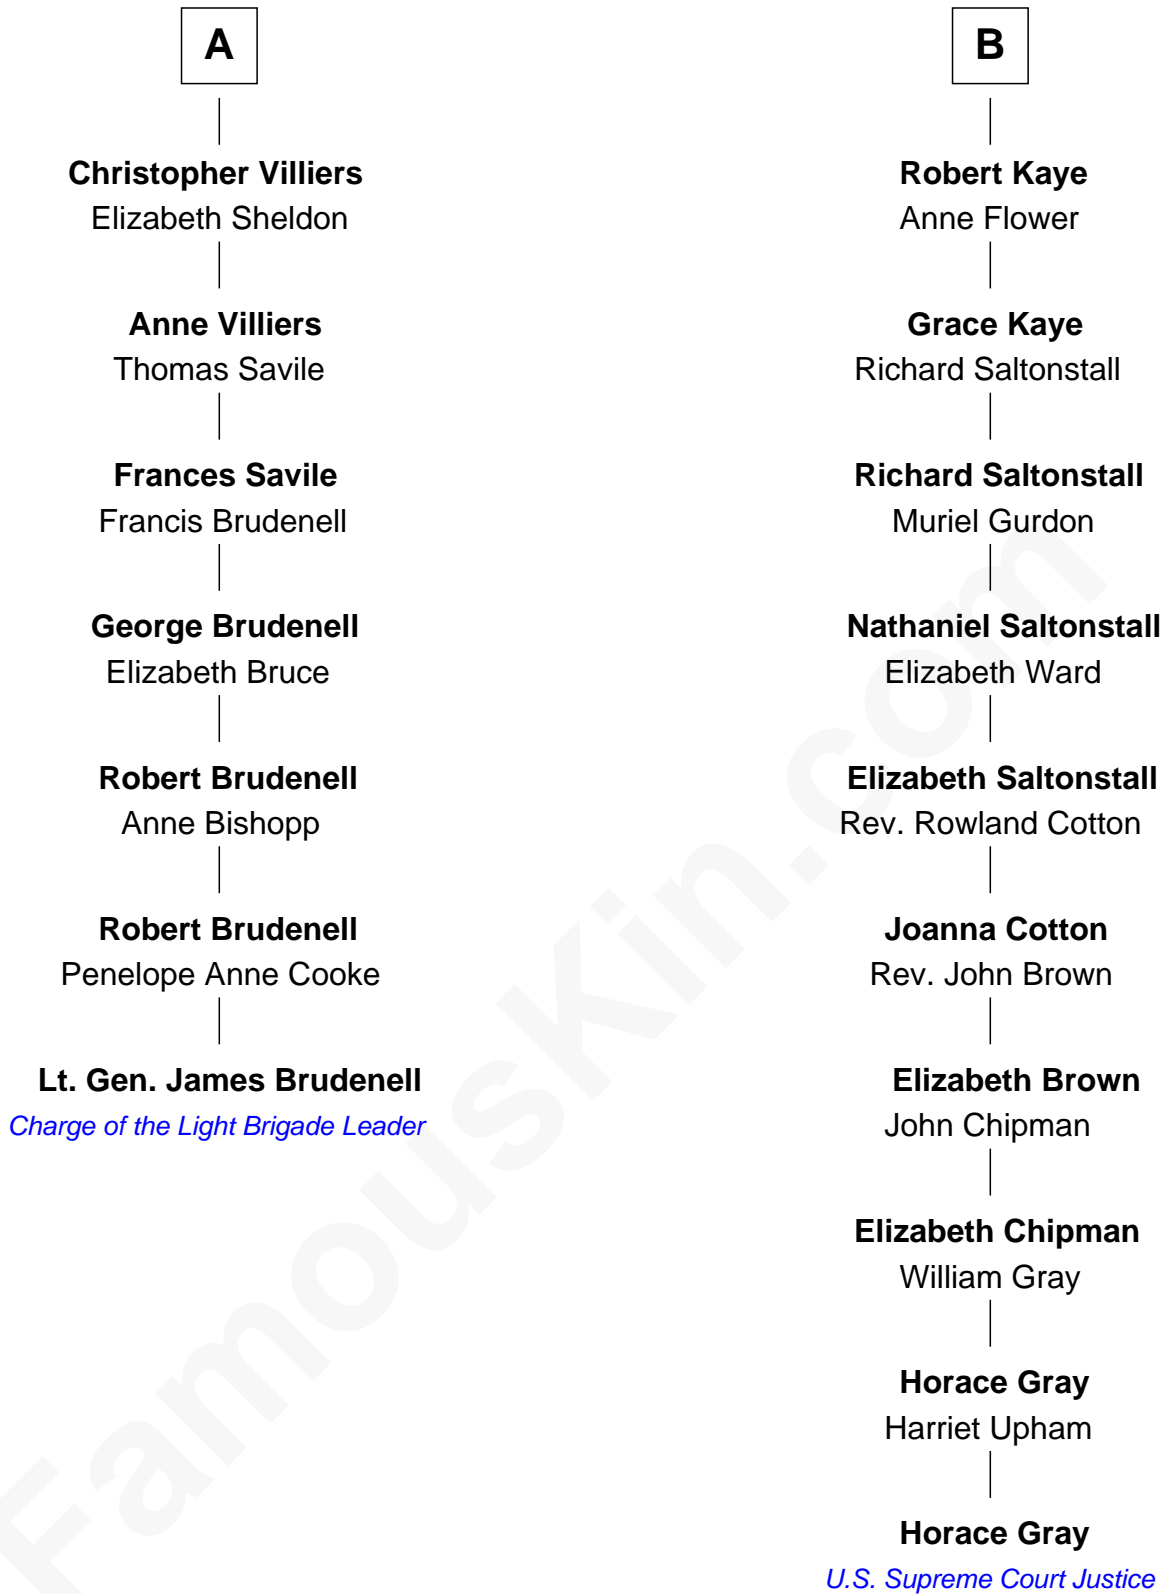 A
Christopher Villiers
Elizabeth Sheldon
Anne Villiers
Thomas Savile
Frances Savile
Francis Brudenell
George Brudenell
Elizabeth Bruce
Robert Brudenell
Anne Bishopp
Robert Brudenell
Penelope Anne Cooke
Lt. Gen. James Brudenell
Charge of the Light Brigade Leader
B
Robert Kaye
Anne Flower
Grace Kaye
Richard Saltonstall
Richard Saltonstall
Muriel Gurdon
Nathaniel Saltonstall
Elizabeth Ward
Elizabeth Saltonstall
Rev. Rowland Cotton
Joanna Cotton
Rev. John Brown
Elizabeth Brown
John Chipman
Elizabeth Chipman
William Gray
Horace Gray
Harriet Upham
Horace Gray
U.S. Supreme Court Justice
FamousKin.com